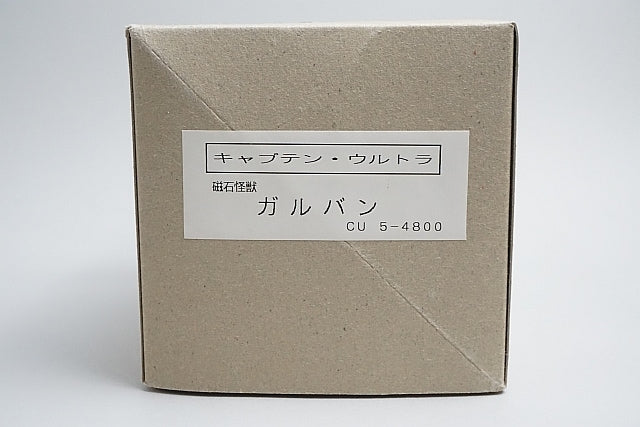 キャプテン・ウルトラ
磁石怪獣
ガルバン
CU 5-4800